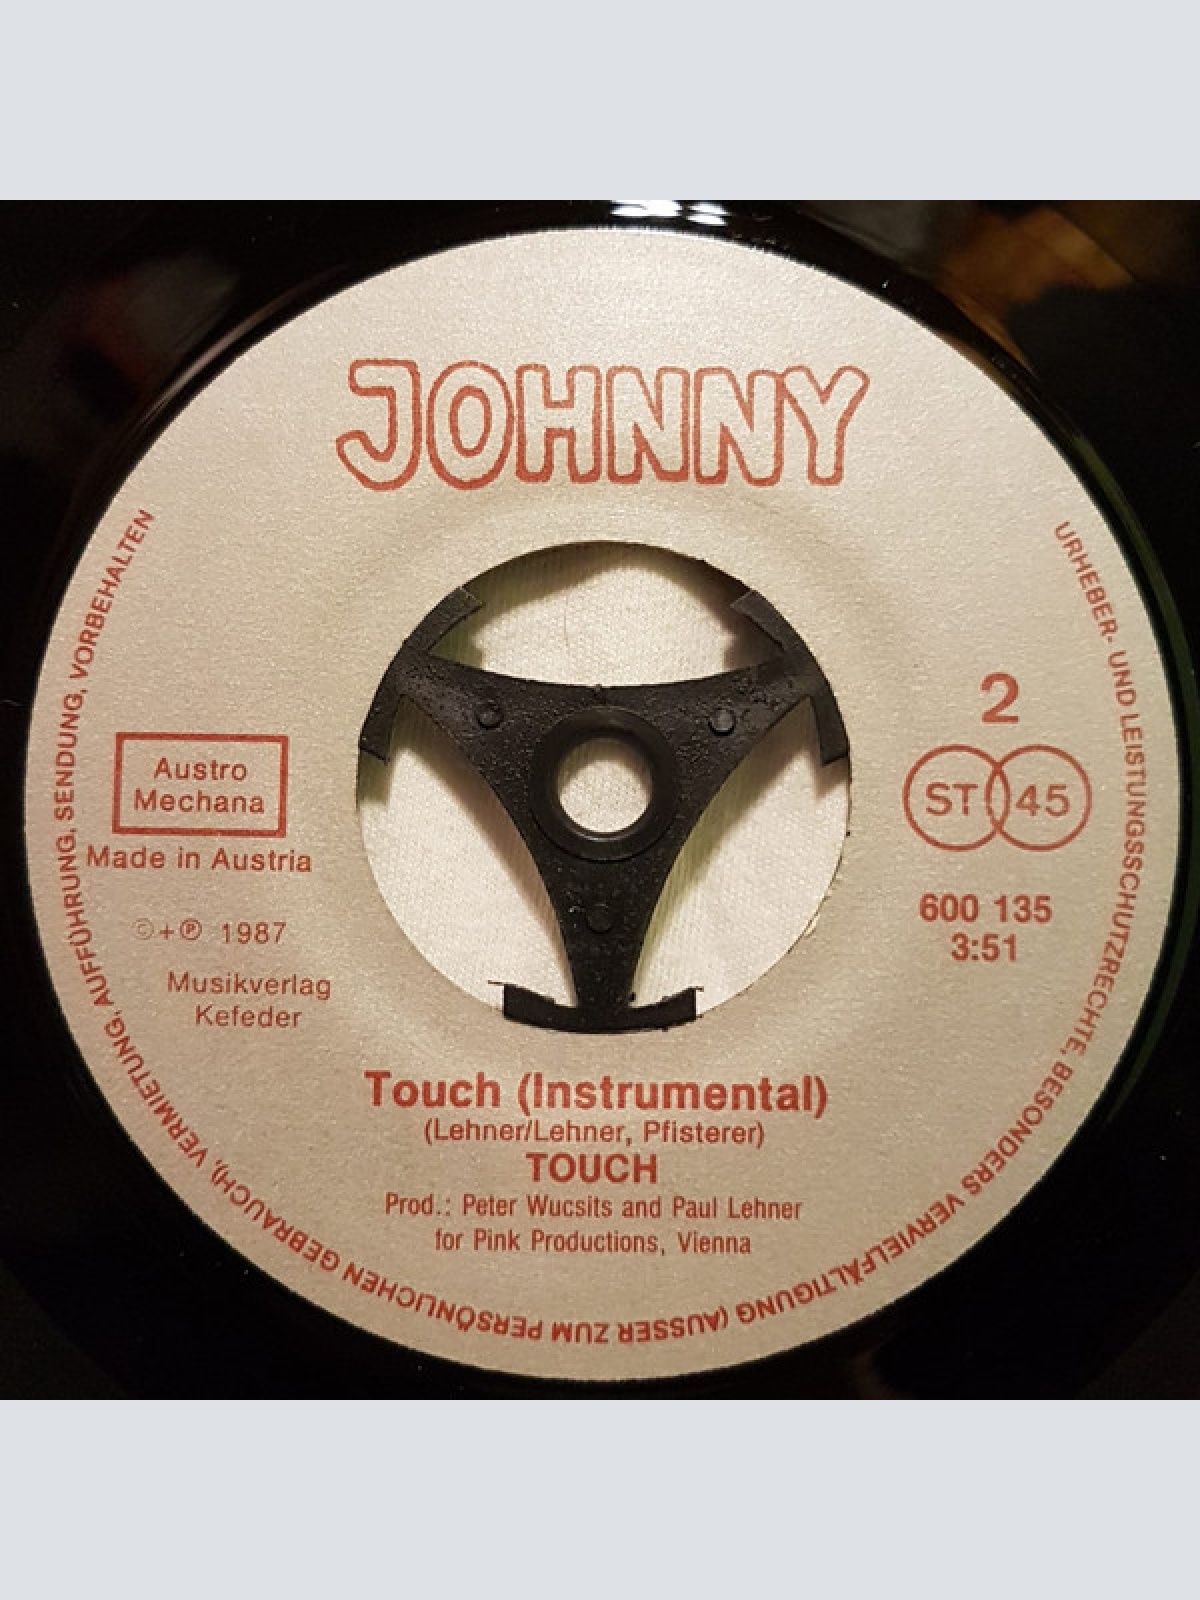 JOHNNY
URHEBER- UND LEISTUNGSSCHUTZRECHTE, BESONDERS VERVIELFÄLTIGUNG (AUSSER ZUM PERSÖNLICHEN GEBRAUCH), VERMIETUNG, AUFFÜHRUNG, SENDUNG, VORBEHALTEN
2
Austro
Mechana
ST 45
Made in Austria
600 135
3:51
©+℗ 1987
Musikverlag
Kefeder
Touch (Instrumental)
(Lehner/Lehner, Pfisterer)
TOUCH
Prod.: Peter Wucsits and Paul Lehner
for Pink Productions, Vienna